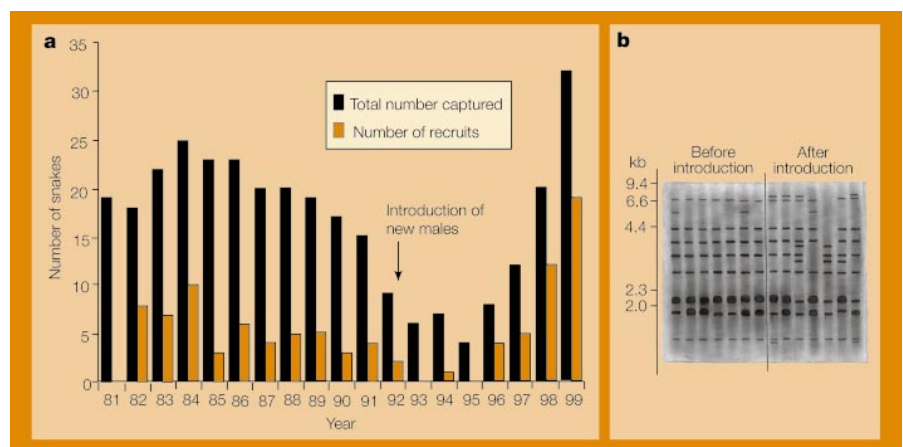 a
35
30
25
20
15
10
5
0
Number of snakes
Total number captured
Number of recruits
Introduction of
new males
81 82 83 84 85 86 87 88 89 90 91 92 93 94 95 96 97 98 99
Year
b
Before
introduction
After
introduction
kb
9.4
6.6
4.4
2.3
2.0